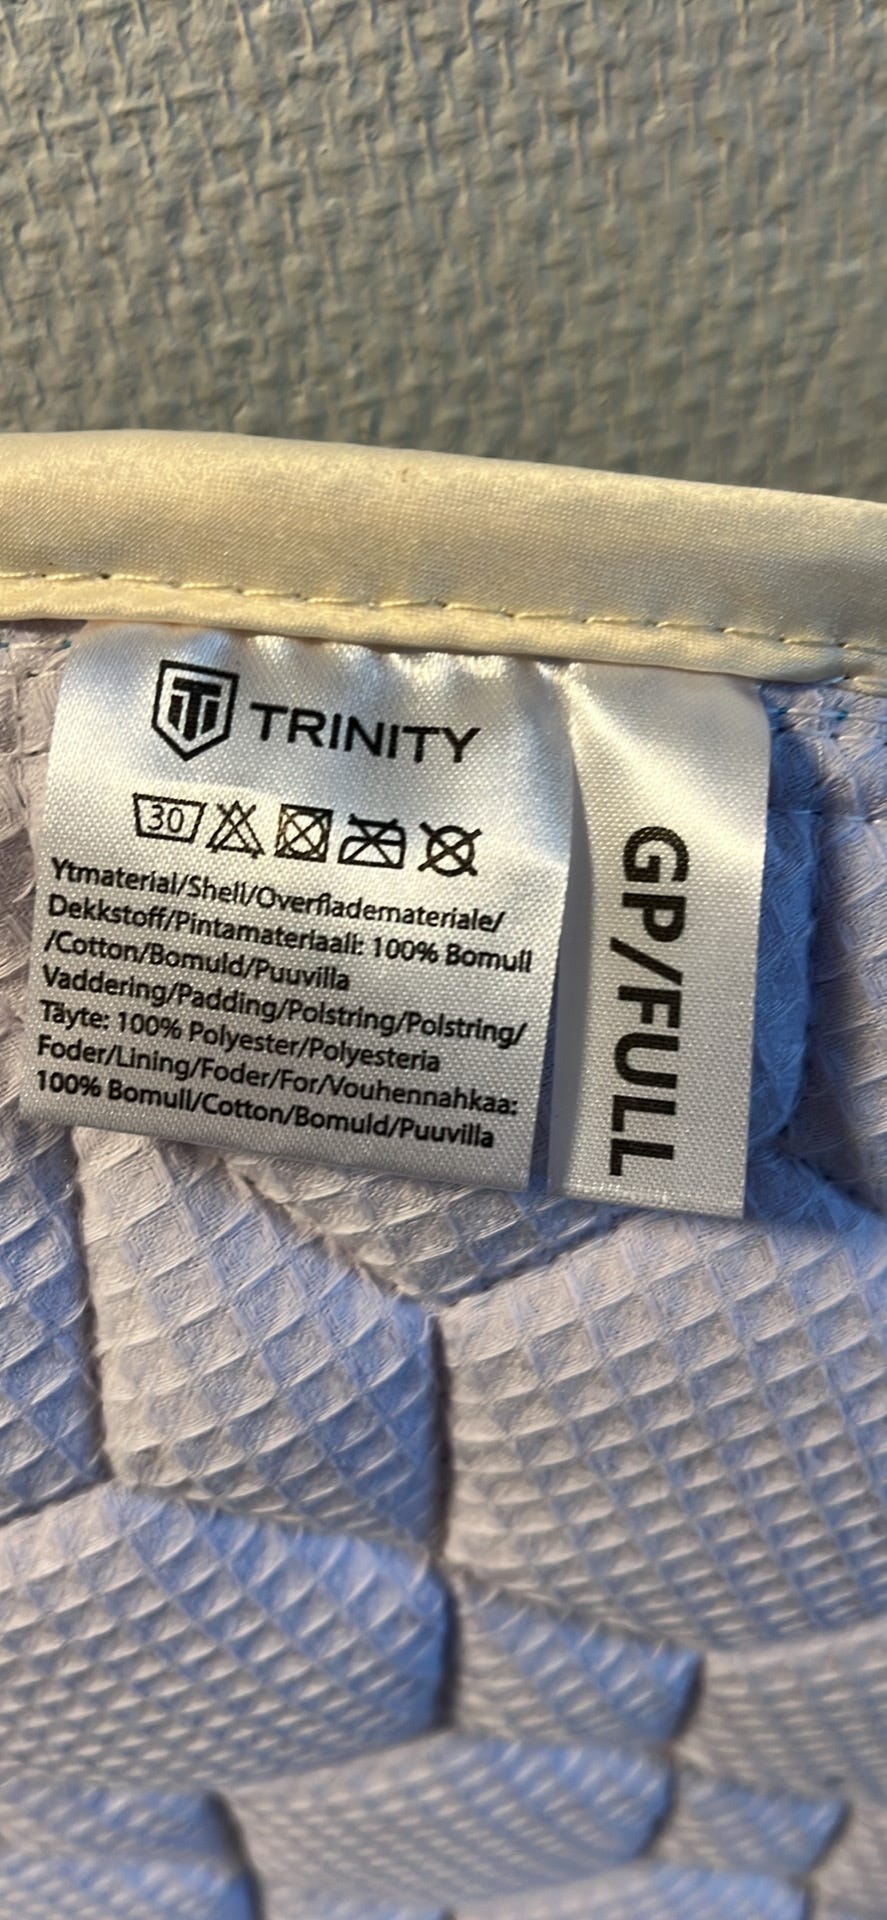 TRINITY
30
Ytmaterial/Shell/Overflademateriale/
Dekkstoff/Pintamateriaali: 100% Bomull
/Cotton/Bomuld/Puuvilla
Vaddering/Padding/Polstring/Polstring/
Täyte: 100% Polyester/Polyesteria
Foder/Lining/Foder/For/Vouhennahkaa:
100% Bomull/Cotton/Bomuld/Puuvilla
GP/FULL